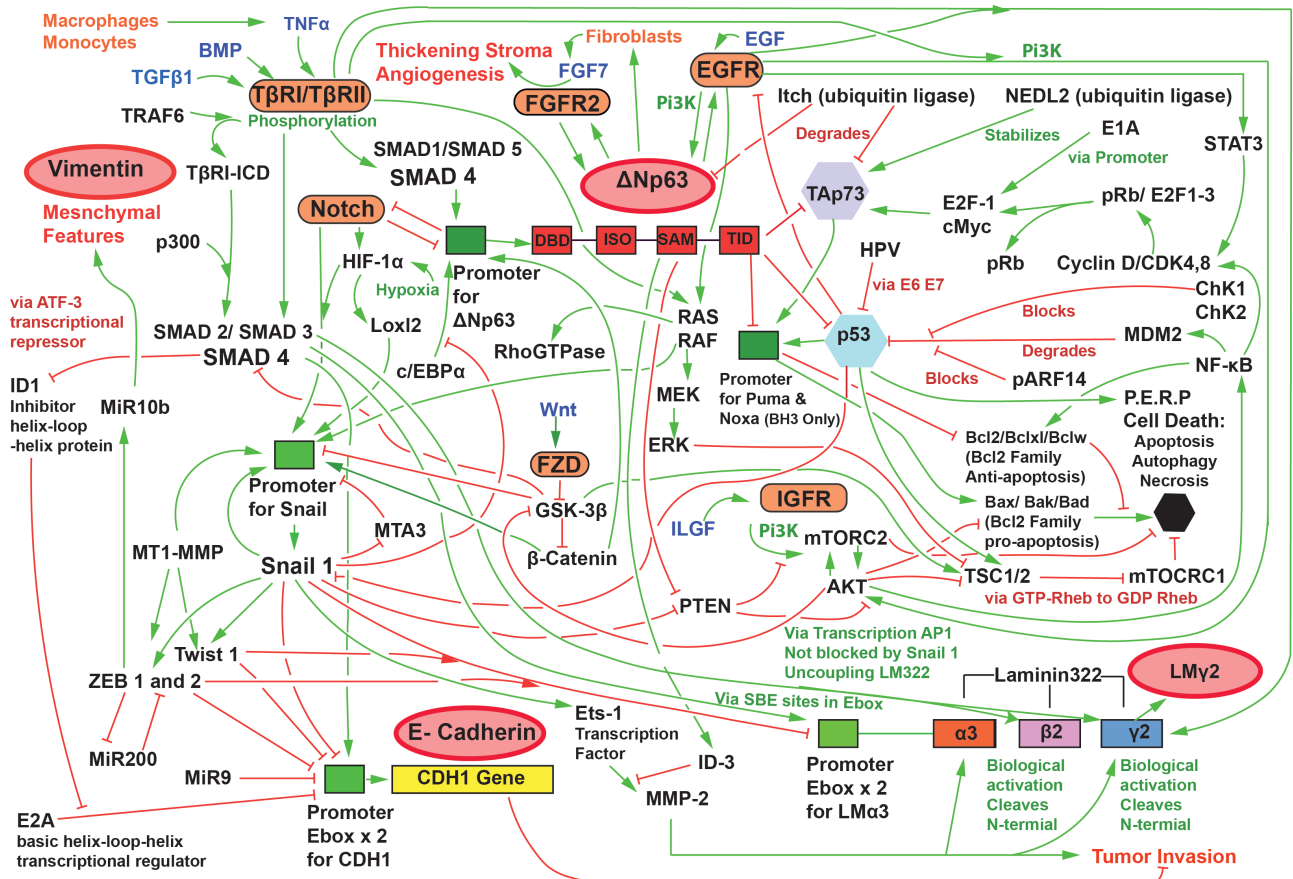 Macrophages
Monocytes
TNFα
BMP
TGFβ1
TRAF6
TβRI/TβRII
Phosphorylation
TβRI-ICD
Thickening Stroma
Angiogenesis
Fibroblasts
FGF7
FGFR2
EGF
EGFR
Pi3K
Pi3K
Itch (ubiquitin ligase)
Degrades
NEDL2 (ubiquitin ligase)
Stabilizes
E1A
via Promoter
STAT3
Vimentin
Mesnchymal
Features
SMAD1/SMAD 5
SMAD 4
ΔNp63
TAp73
E2F-1
cMyc
pRb/ E2F1-3
pRb
Cyclin D/CDK4,8
Notch
p300
HIF-1α
Hypoxia
Loxl2
Promoter
for
ΔNp63
c/EBPα
DBD
ISO
SAM
TID
HPV
via E6 E7
ChK1
ChK2
Blocks
MDM2
Degrades
NF-κB
Blocks
pARF14
p53
via ATF-3
transcriptional
repressor
SMAD 2/ SMAD 3
SMAD 4
RhoGTPase
RAS
RAF
MEK
ERK
Promoter
for Puma &
Noxa (BH3 Only)
P.E.R.P
Cell Death:
Apoptosis
Autophagy
Necrosis
ID1
Inhibitor
helix-loop
-helix protein
MiR10b
Wnt
FZD
GSK-3β
β-Catenin
Bcl2/Bclxl/Bclw
(Bcl2 Family
Anti-apoptosis)
Bax/ Bak/Bad
(Bcl2 Family
pro-apoptosis)
Promoter
for Snail
MTA3
Snail 1
MT1-MMP
IGFR
ILGF
Pi3K
mTORC2
AKT
TSC1/2
mTOCRC1
via GTP-Rheb to GDP Rheb
PTEN
Twist 1
ZEB 1 and 2
MiR200
MiR9
Via Transcription AP1
Not blocked by Snail 1
Uncoupling LM322
Via SBE sites in Ebox
Laminin322
LMγ2
Ets-1
Transcription
Factor
ID-3
MMP-2
E- Cadherin
CDH1 Gene
Promoter
Ebox x 2
for CDH1
Promoter
Ebox x 2
for LMα3
α3
β2
γ2
Biological
activation
Cleaves
N-termial
Biological
activation
Cleaves
N-termial
E2A
basic helix-loop-helix
transcriptional regulator
Tumor Invasion